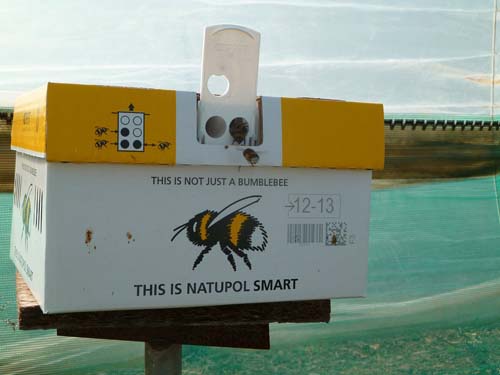 THIS IS NOT JUST A BUMBLEBEE
12-13
THIS IS NATUPOL SMART